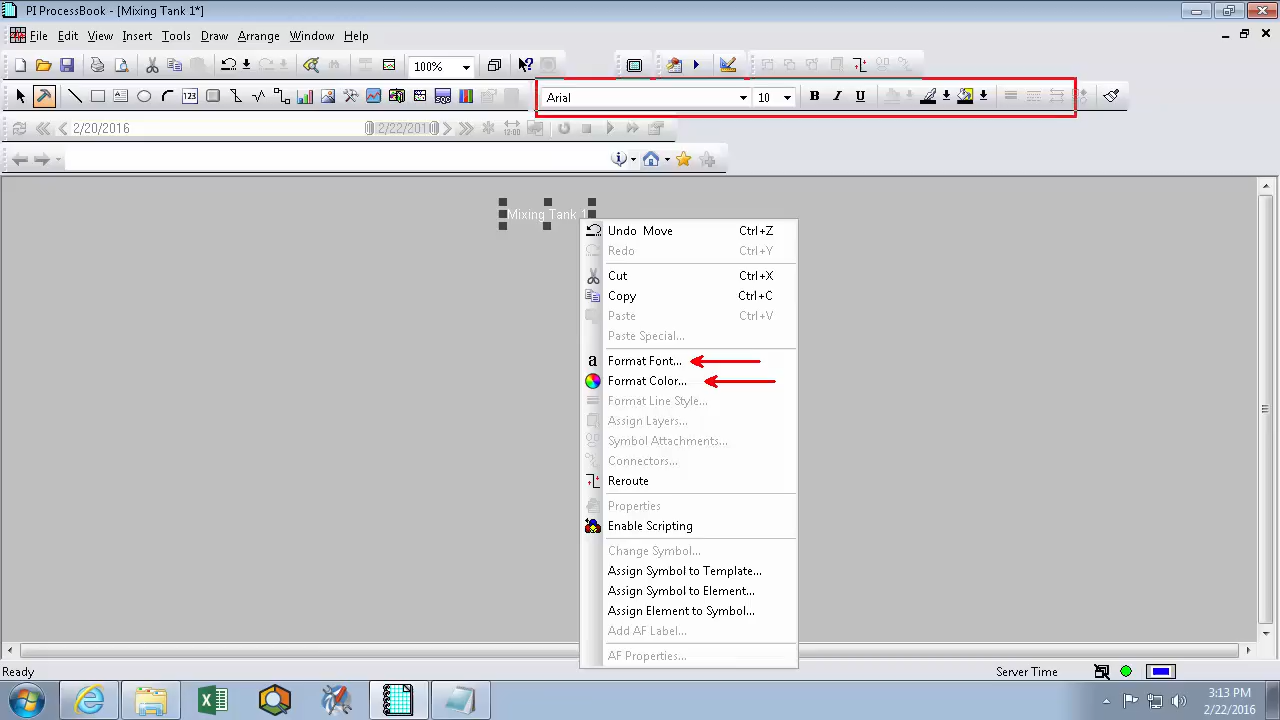 PI ProcessBook - [Mixing Tank 1*]
File Edit View Insert Tools Draw Arrange Window Help
100%
123
Arial 10 B I U
SQL
2/20/2016 2/22/2016 12:00
Mixing Tank 1
Undo Move Ctrl+Z
Redo Ctrl+Y
Cut Ctrl+X
Copy Ctrl+C
Paste Ctrl+V
Paste Special...
a Format Font...
Format Color...
Format Line Style...
Assign Layers...
Symbol Attachments...
Connectors...
Reroute
Properties
Enable Scripting
Change Symbol...
Assign Symbol to Template...
Assign Symbol to Element...
Assign Element to Symbol...
Add AF Label...
AF Properties...
Ready Server Time
3:13 PM
2/22/2016